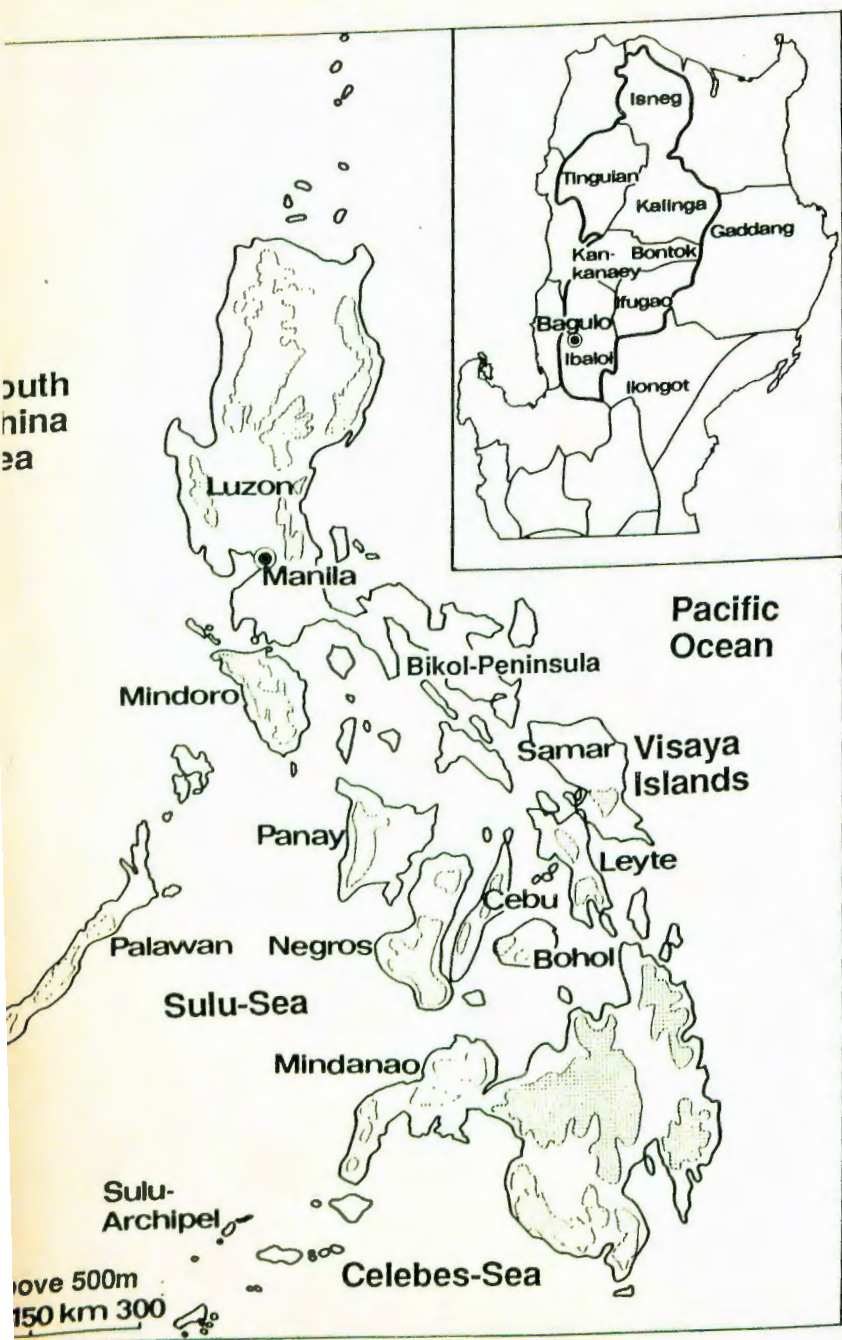 Isneg
Tinguian
Kalinga
Gaddang
Kan-
kanaey
Bontok
Ifugao
Baguio
Ibaloi
Ilongot
outh
hina
ea
Luzon
Manila
Pacific
Ocean
Bikol-Peninsula
Mindoro
Samar
Visaya
Islands
Panay
Leyte
Cebu
Palawan
Negros
Bohol
Sulu-Sea
Mindanao
Sulu-
Archipel
Celebes-Sea
ove 500m
150 km 300